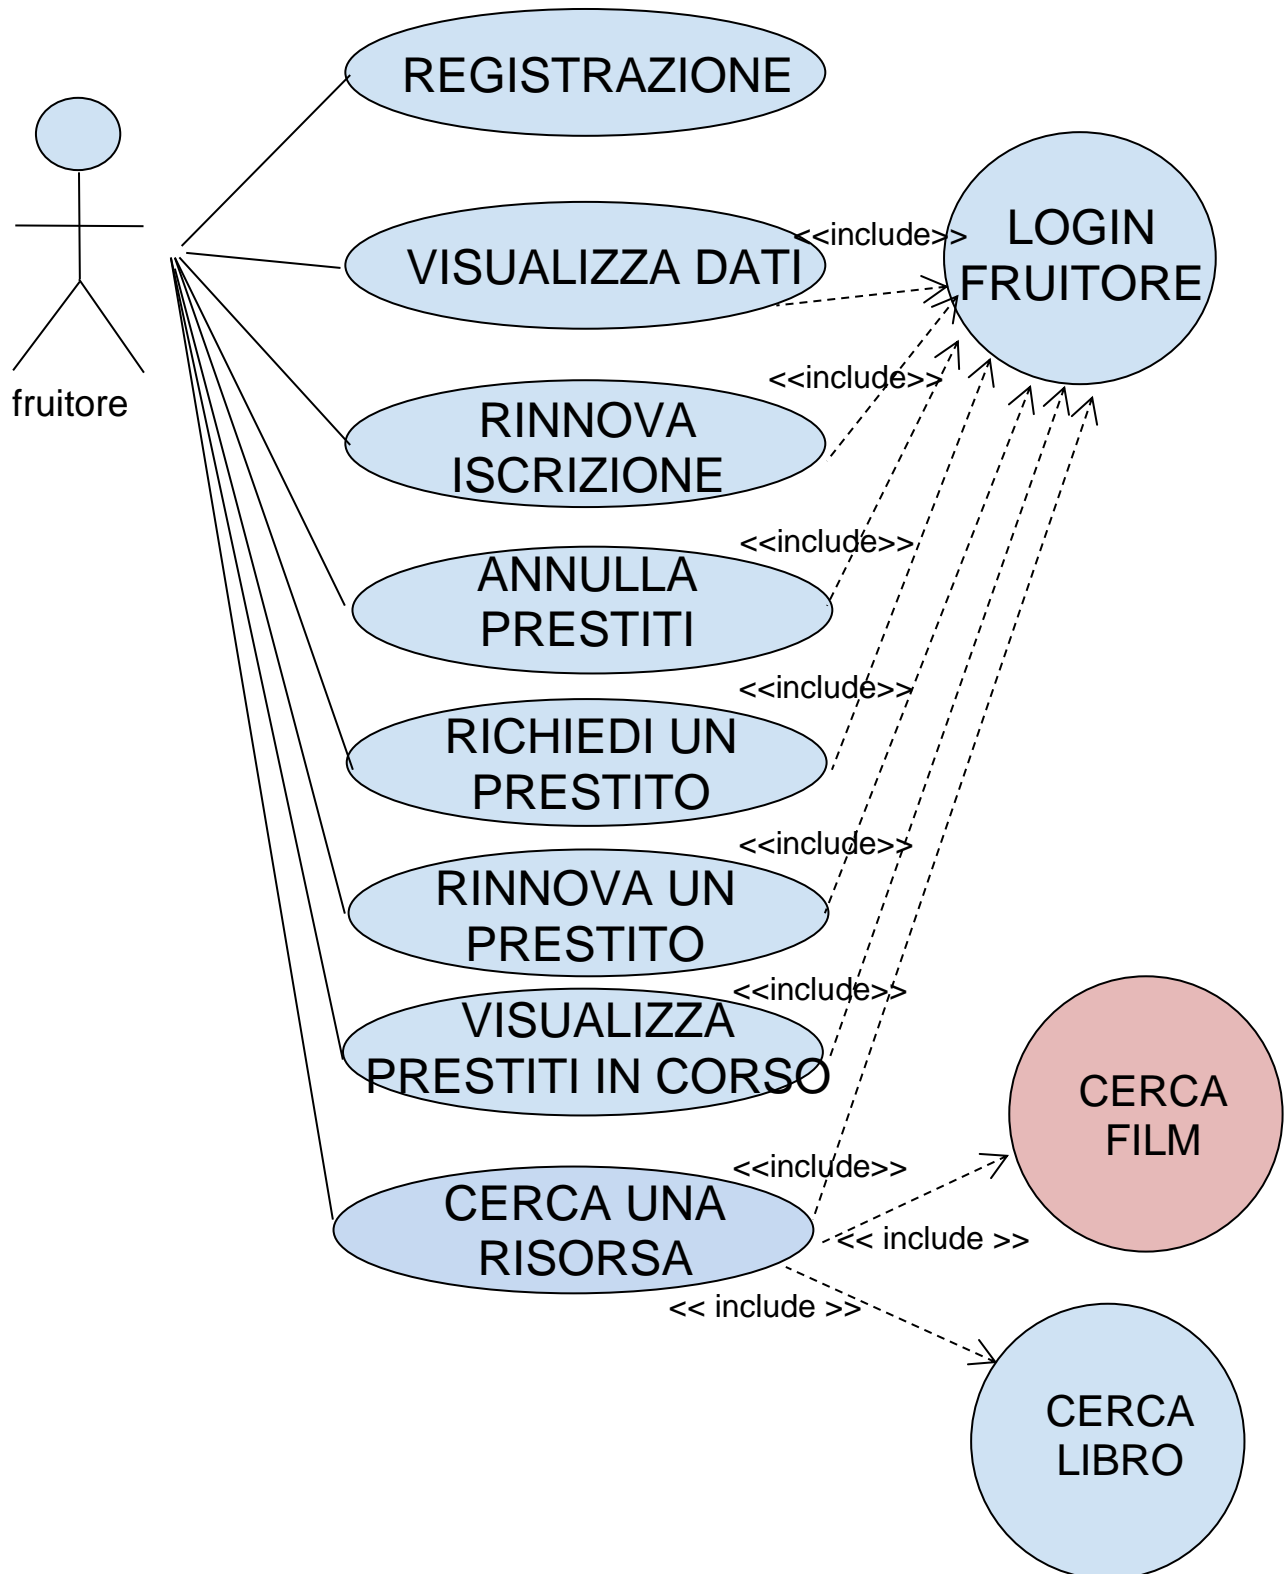 REGISTRAZIONE
fruitore
VISUALIZZA DATI
<<include>>
LOGIN
FRUITORE
<<include>>
RINNOVA
ISCRIZIONE
<<include>>
ANNULLA
PRESTITI
<<include>>
RICHIEDI UN
PRESTITO
<<include>>
RINNOVA UN
PRESTITO
<<include>>
VISUALIZZA
PRESTITI IN CORSO
<<include>>
CERCA UNA
RISORSA
<< include >>
CERCA
FILM
<< include >>
CERCA
LIBRO